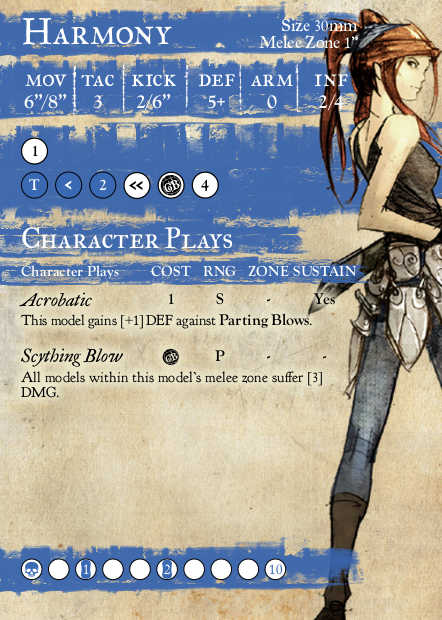 Harmony
Size 30mm
Melee Zone 1"
MOV TAC KICK DEF ARM INF
6"/8" 3 2/6" 5+ 0 2/4
1
T < 2 << GB 4
Character Plays
Character Plays COST RNG ZONE SUSTAIN
Acrobatic 1 S - Yes
This model gains [+1] DEF against Parting Blows.
Scything Blow GB P - -
All models within this model's melee zone suffer [3]
DMG.
1 2 10